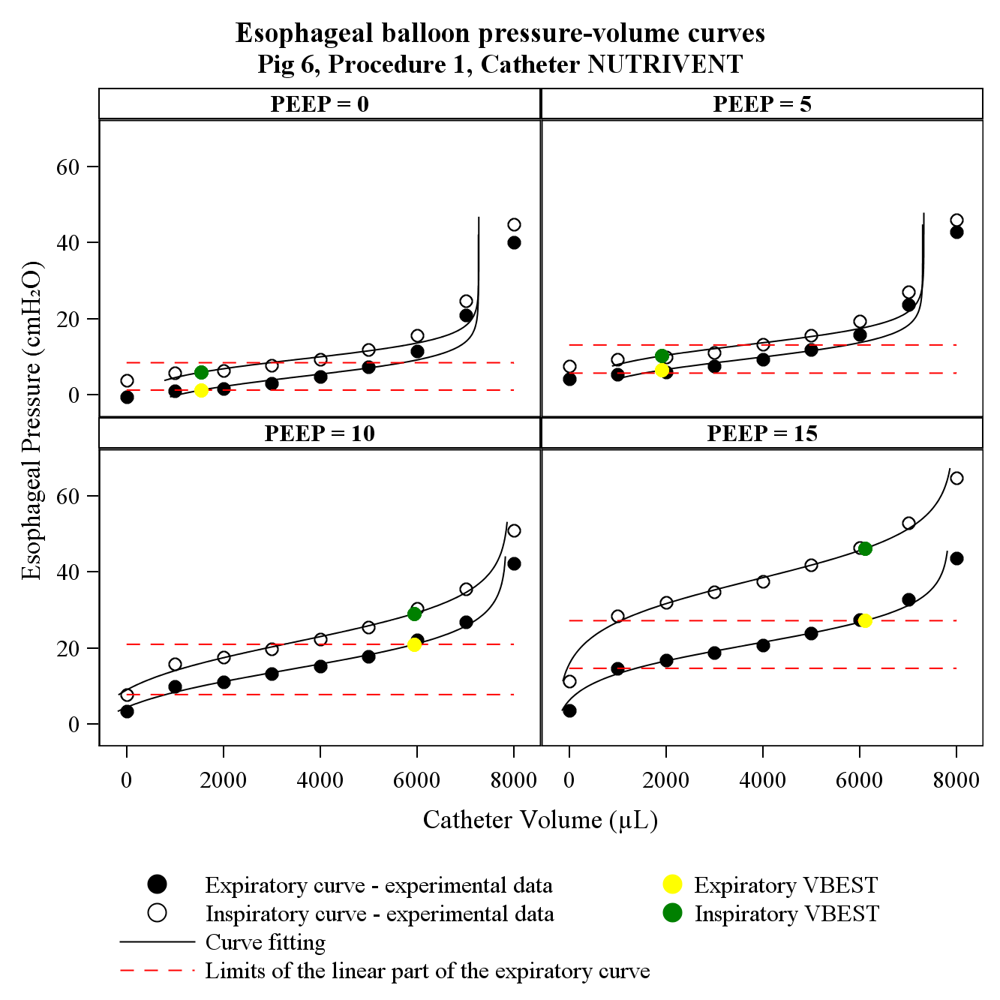 Esophageal balloon pressure-volume curves
Pig 6, Procedure 1, Catheter NUTRIVENT
PEEP = 0
PEEP = 5
60
40
20
0
PEEP = 10
PEEP = 15
60
40
20
0
Esophageal Pressure (cmH₂O)
0 2000 4000 6000 8000
0 2000 4000 6000 8000
Catheter Volume (µL)
Expiratory curve - experimental data
Expiratory VBEST
Inspiratory curve - experimental data
Inspiratory VBEST
Curve fitting
Limits of the linear part of the expiratory curve